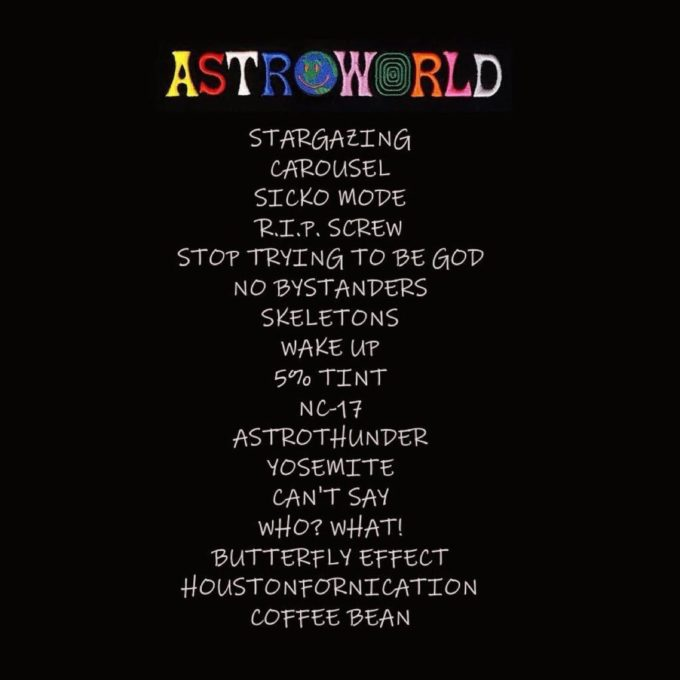 ASTROWORLD
STARGAZING
CAROUSEL
SICKO MODE
R.I.P. SCREW
STOP TRYING TO BE GOD
NO BYSTANDERS
SKELETONS
WAKE UP
5% TINT
NC-17
ASTROTHUNDER
YOSEMITE
CAN'T SAY
WHO? WHAT!
BUTTERFLY EFFECT
HOUSTONFORNICATION
COFFEE BEAN